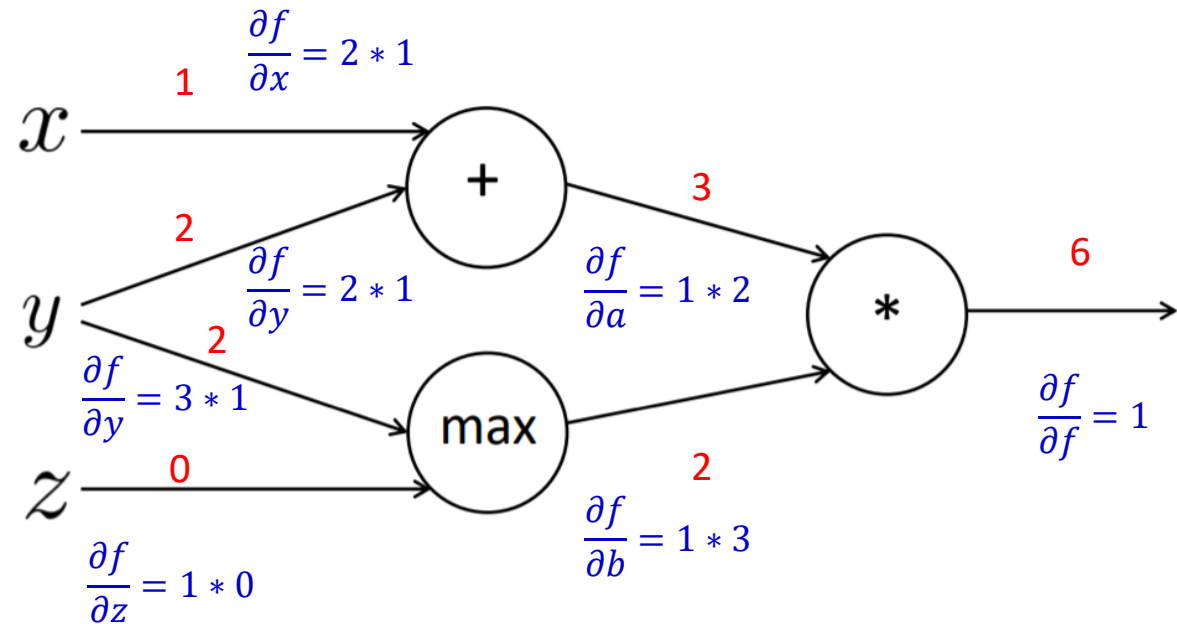 ∂f/∂x = 2 * 1
1
x
+
3
2
∂f/∂y = 2 * 1
∂f/∂a = 1 * 2
6
y
*
2
∂f/∂y = 3 * 1
max
∂f/∂f = 1
z
0
2
∂f/∂b = 1 * 3
∂f/∂z = 1 * 0